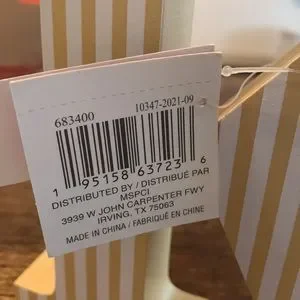 683400 10347-2021-09
1 95158 63723 6
DISTRIBUTED BY / DISTRIBUÉ PAR
MSPCI
3939 W JOHN CARPENTER FWY
IRVING, TX 75063
MADE IN CHINA / FABRIQUÉ EN CHINE